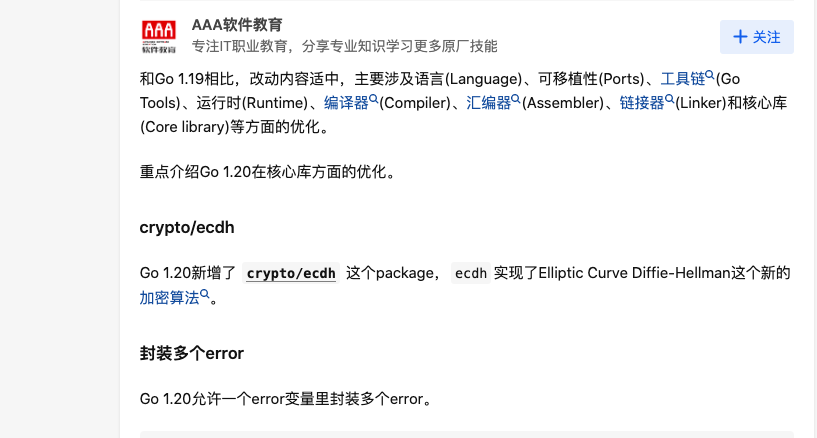 AAA
软件教育
AAA软件教育
专注IT职业教育，分享专业知识学习更多原厂技能
关注
和Go 1.19相比，改动内容适中，主要涉及语言(Language)、可移植性(Ports)、工具链(Go
Tools)、运行时(Runtime)、编译器(Compiler)、汇编器(Assembler)、链接器(Linker)和核心库
(Core library)等方面的优化。
重点介绍Go 1.20在核心库方面的优化。
crypto/ecdh
Go 1.20新增了 crypto/ecdh 这个package， ecdh 实现了Elliptic Curve Diffie-Hellman这个新的
加密算法。
封装多个error
Go 1.20允许一个error变量里封装多个error。